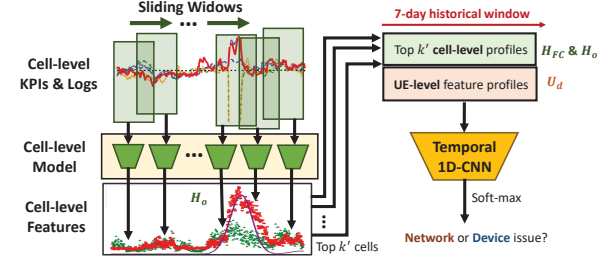 Sliding Widows
Cell-level
KPIs & Logs
Cell-level
Model
Cell-level
Features
H_o
Top k′ cells
7-day historical window
Top k′ cell-level profiles
H_FC & H_o
UE-level feature profiles
U_d
Temporal
1D-CNN
Soft-max
Network or Device issue?